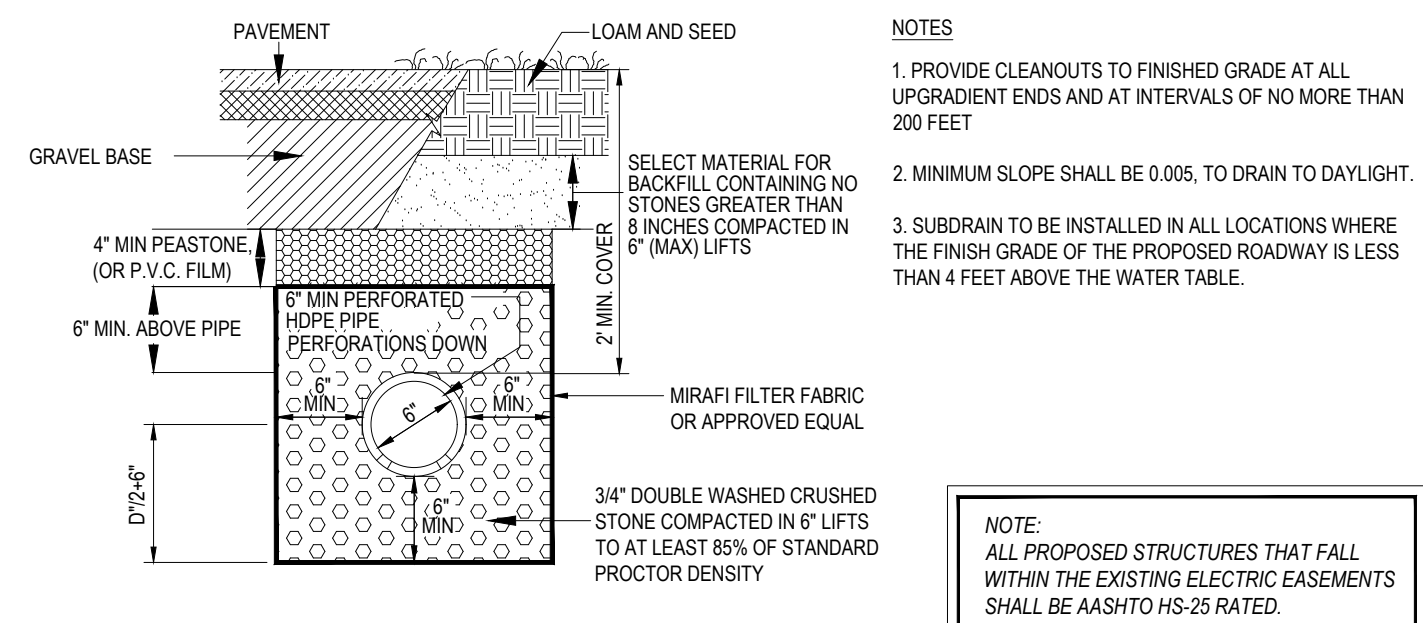 PAVEMENT
LOAM AND SEED
GRAVEL BASE
SELECT MATERIAL FOR
BACKFILL CONTAINING NO
STONES GREATER THAN
8 INCHES COMPACTED IN
6" (MAX) LIFTS
4" MIN PEASTONE,
(OR P.V.C. FILM)
2' MIN. COVER
6" MIN PERFORATED
HDPE PIPE
PERFORATIONS DOWN
6" MIN. ABOVE PIPE
6"
MIN
6"
6"
MIN
MIRAFI FILTER FABRIC
OR APPROVED EQUAL
D"/2+6"
6"
MIN
3/4" DOUBLE WASHED CRUSHED
STONE COMPACTED IN 6" LIFTS
TO AT LEAST 85% OF STANDARD
PROCTOR DENSITY
NOTES
1. PROVIDE CLEANOUTS TO FINISHED GRADE AT ALL
UPGRADIENT ENDS AND AT INTERVALS OF NO MORE THAN
200 FEET
2. MINIMUM SLOPE SHALL BE 0.005, TO DRAIN TO DAYLIGHT.
3. SUBDRAIN TO BE INSTALLED IN ALL LOCATIONS WHERE
THE FINISH GRADE OF THE PROPOSED ROADWAY IS LESS
THAN 4 FEET ABOVE THE WATER TABLE.
NOTE:
ALL PROPOSED STRUCTURES THAT FALL
WITHIN THE EXISTING ELECTRIC EASEMENTS
SHALL BE AASHTO HS-25 RATED.